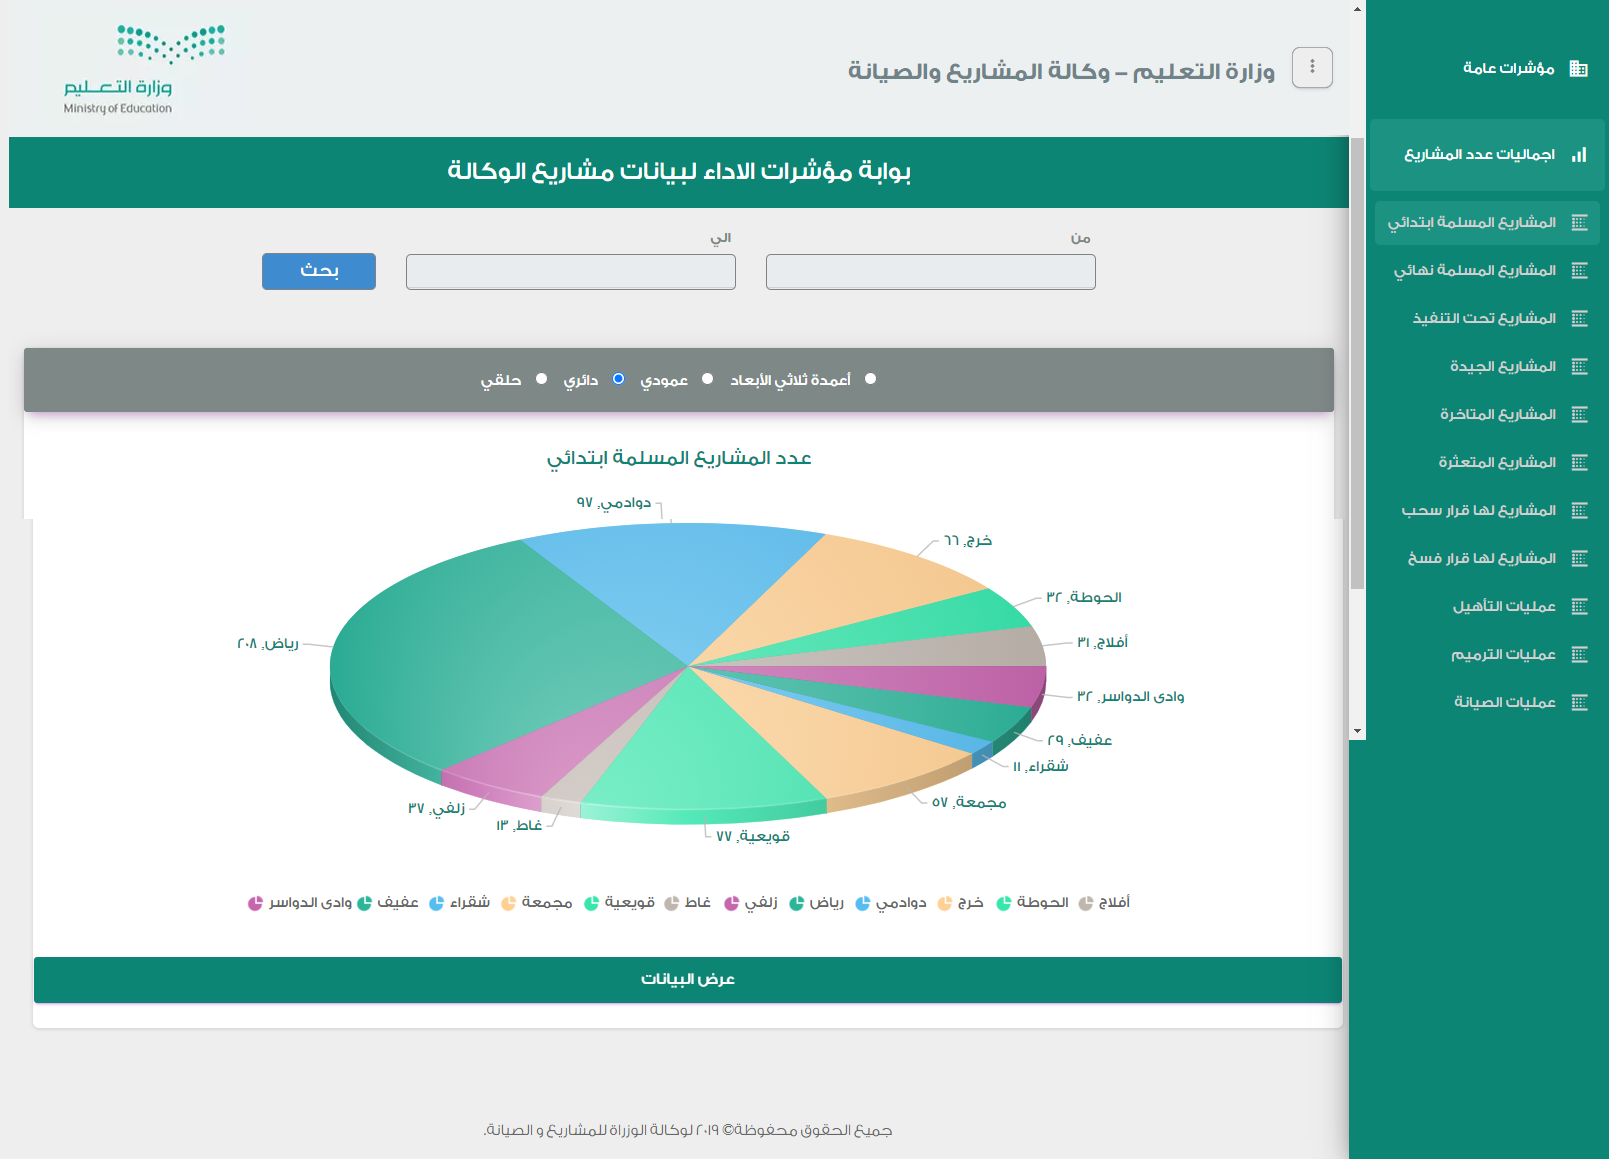 مؤشرات عامة
اجماليات عدد المشاريع
المشاريع المسلمة ابتدائي
المشاريع المسلمة نهائي
المشاريع تحت التنفيذ
المشاريع الجيدة
المشاريع المتاخرة
المشاريع المتعثرة
المشاريع لها قرار سحب
المشاريع لها قرار فسخ
عمليات التأهيل
عمليات الترميم
عمليات الصيانة
وزارة التعليم – وكالة المشاريع والصيانة
وزارة التعليم
Ministry of Education
بوابة مؤشرات الاداء لبيانات مشاريع الوكالة
من
الي
بحث
أعمدة ثلاثي الأبعاد عمودي دائري حلقي
عدد المشاريع المسلمة ابتدائي
دوادمي, ٩٧
خرج, ٦٦
الحوطة, ٣٢
أفلاج, ٣١
رياض, ٢٠٨
وادى الدواسر, ٣٢
عفيف, ٢٩
شقراء, ١١
مجمعة, ٥٧
زلفي, ٣٧
غاط, ١٣
قويعية, ٧٧
أفلاج الحوطة خرج دوادمي رياض زلفي غاط قويعية مجمعة شقراء عفيف وادى الدواسر
عرض البيانات
جميع الحقوق محفوظة© ٢٠١٩ لوكالة الوزراة للمشاريع و الصيانة.